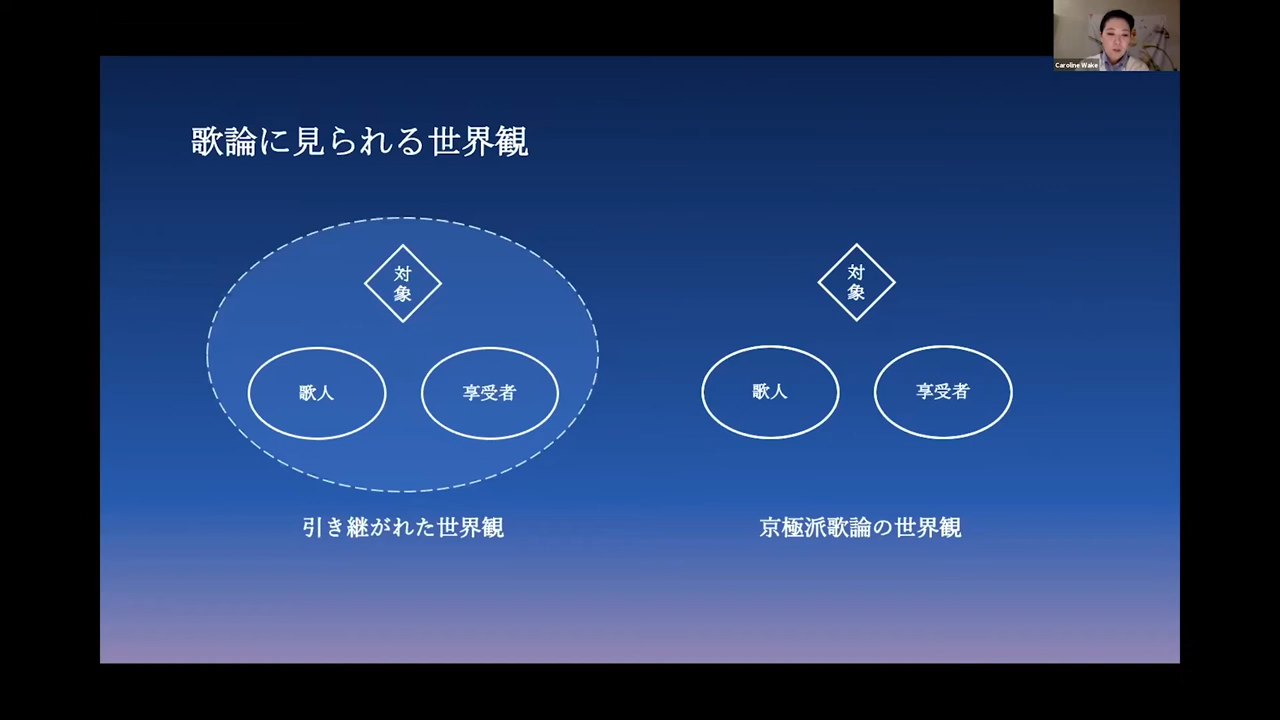 Caroline Wake
歌論に見られる世界観
対
象
歌人
享受者
引き継がれた世界観
対
象
歌人
享受者
京極派歌論の世界観